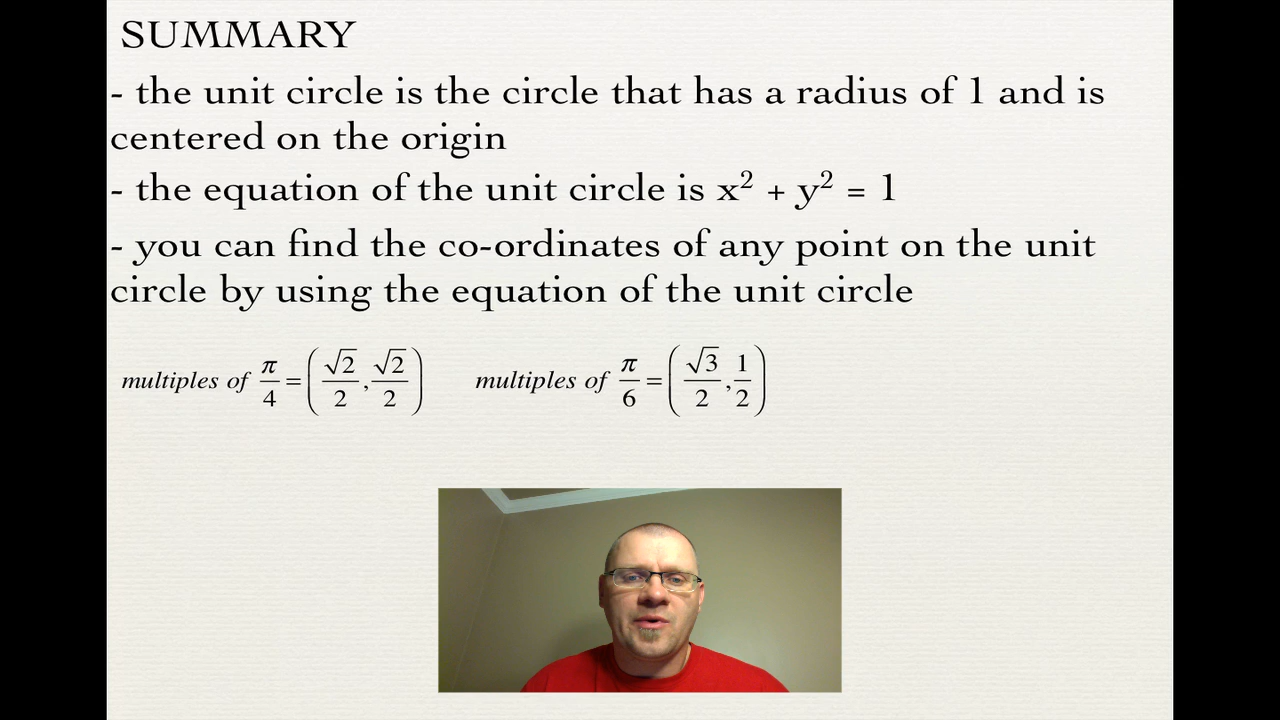 SUMMARY
- the unit circle is the circle that has a radius of 1 and is
centered on the origin
- the equation of the unit circle is x² + y² = 1
- you can find the co-ordinates of any point on the unit
circle by using the equation of the unit circle
multiples of π/4 = (√2/2, √2/2) multiples of π/6 = (√3/2, 1/2)